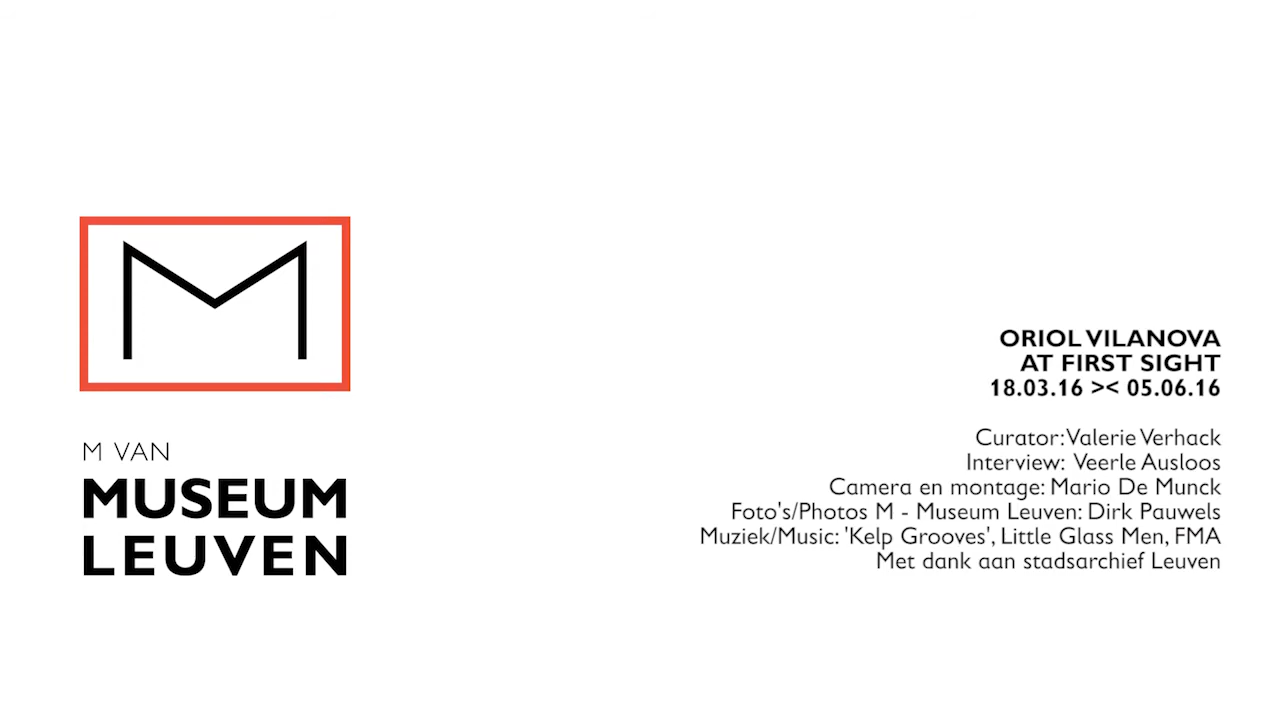 M
M VAN
MUSEUM
LEUVEN
ORIOL VILANOVA
AT FIRST SIGHT
18.03.16 >< 05.06.16
Curator: Valerie Verhack
Interview: Veerle Ausloos
Camera en montage: Mario De Munck
Foto's/Photos M - Museum Leuven: Dirk Pauwels
Muziek/Music: 'Kelp Grooves', Little Glass Men, FMA
Met dank aan stadsarchief Leuven